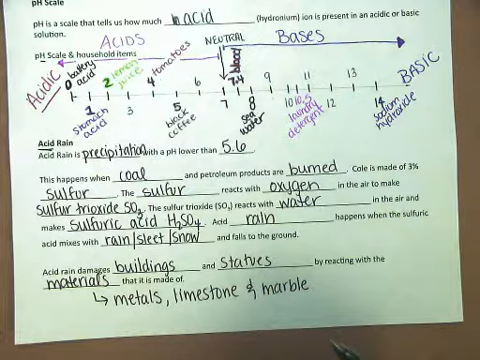 pH Scale
pH is a scale that tells us how much in acid (hydronium) ion is present in an acidic or basic
solution.
pH Scale & household items
ACIDS NEUTRAL Bases
Acidic BASIC
0 battery acid
1 stomach acid
2 lemon juice
3
4 tomatoes
5 black coffee
6
7
7.4 blood
8 sea water
9
10
10.5 laundry detergent
11
12
13
14 sodium hydroxide
Acid Rain
Acid Rain is precipitation with a pH lower than 5.6.
This happens when coal and petroleum products are burned. Cole is made of 3%
sulfur. The sulfur reacts with oxygen in the air to make
sulfur trioxide SO3. The sulfur trioxide (SO3) reacts with water in the air and
makes sulfuric acid H2SO4. Acid rain happens when the sulfuric
acid mixes with rain/sleet/snow and falls to the ground.
Acid rain damages buildings and statues by reacting with the
materials that it is made of.
↳ metals, limestone & marble